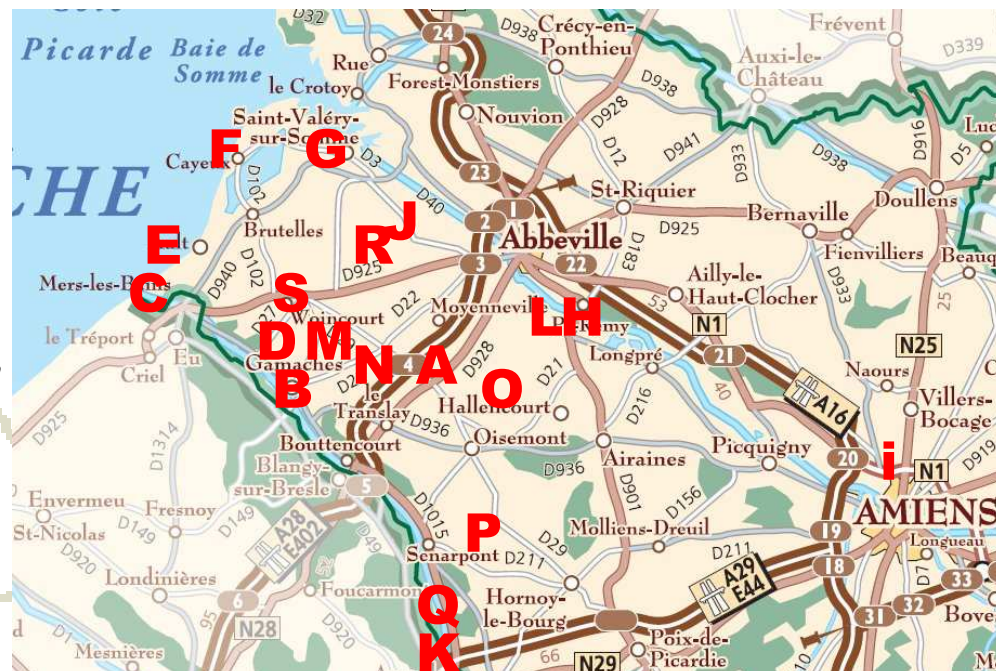 D32
24
D938
Crécy-en-
Ponthieu
Frévent
D339
Picarde
Baie de
Somme
Rue
Forest-Monstiers
D938
Auxi-le-
Château
le Crotoy
D928
D916
Saint-Valéry-
sur-Somme
Nouvion
D12
D941
D933
D938
D5
F
G
Cayeux
D3
23
D102
D40
St-Riquier
Doullens
CHE
J
1
2
Bernaville
Brutelles
Abbeville
D925
Fienvilliers
E
R
3
22
D183
Mers-les-Bains
D940
D102
D925
Ailly-le-
Haut-Clocher
D933
25
C
S
D22
Moyenneville
53
L
H
N1
le Tréport
Woincourt
D
M
D928
Longpré
21
N25
Eu
Gamaches
N
4
A
D21
Naours
Criel
B
O
40
le
Translay
Hallencourt
D216
A16
Villers-
Bocage
D925
D936
D1314
Bouttencourt
Oisemont
Picquigny
D919
Blangy-
sur-Bresle
D936
Airaines
20
i
N1
5
Envermeu
Fresnoy
D149
A28
E402
D1015
D901
D156
AMIENS
St-Nicolas
D149
D49
P
D29
Molliens-Dreuil
19
D920
Senarpont
D211
D211
Longueau
Londinières
A29
E44
18
D7
33
Foucarmon
Q
Hornoy-
le-Bourg
6
32
95
N28
D920
31
Mesnières
K
66
N29
Poix-de-
Picardie